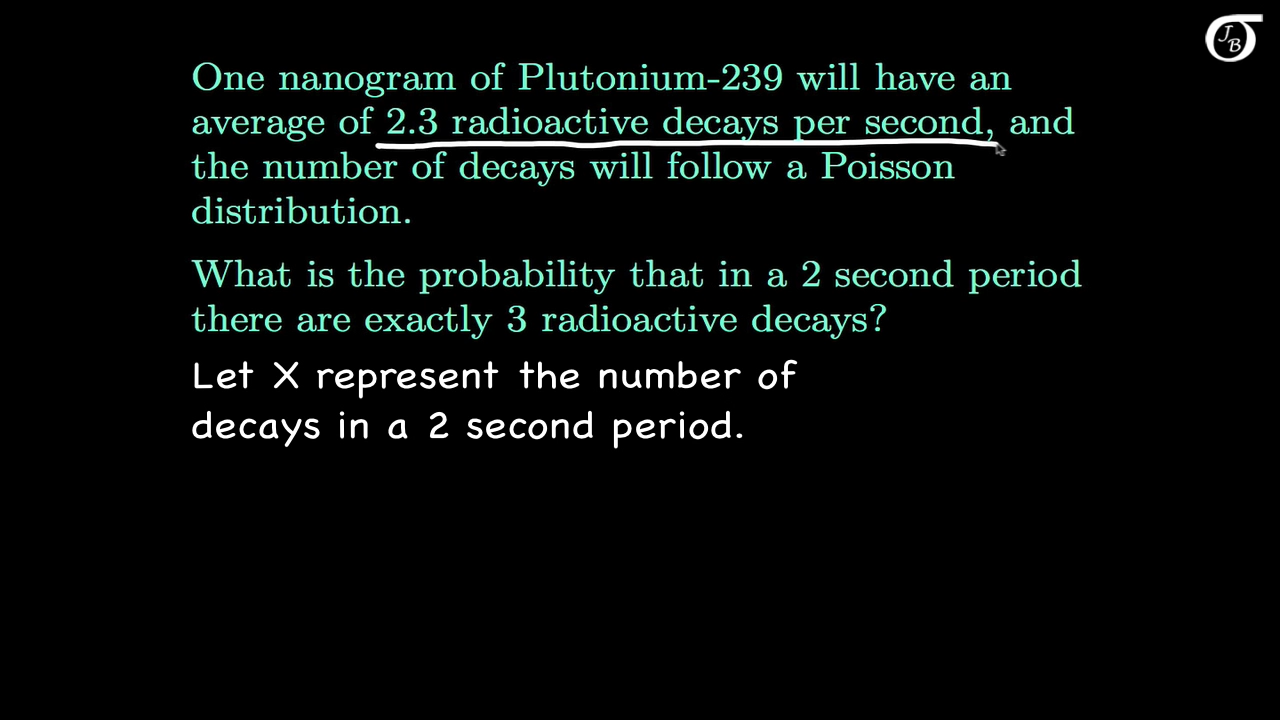 JB
One nanogram of Plutonium-239 will have an
average of 2.3 radioactive decays per second, and
the number of decays will follow a Poisson
distribution.
What is the probability that in a 2 second period
there are exactly 3 radioactive decays?
Let X represent the number of
decays in a 2 second period.